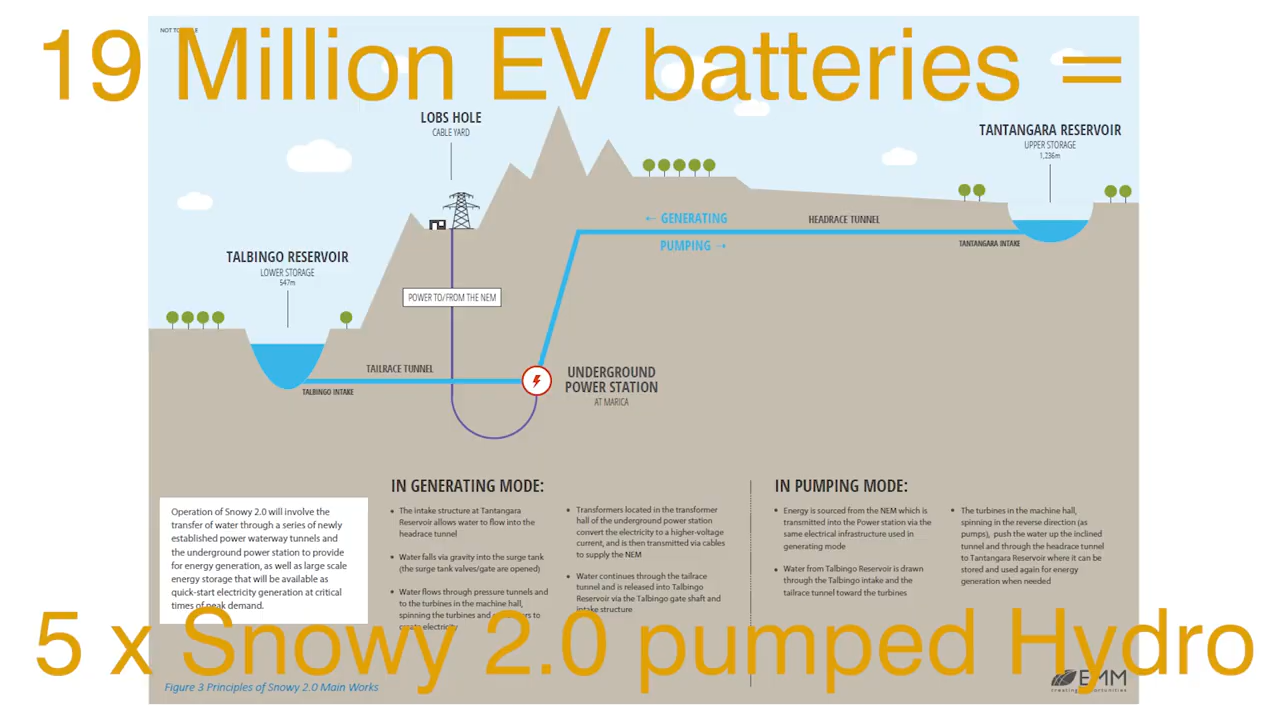 19 Million EV batteries =
LOBS HOLE
CABLE YARD
TANTANGARA RESERVOIR
UPPER STORAGE
1,236m
← GENERATING
HEADRACE TUNNEL
PUMPING →
TANTANGARA INTAKE
TALBINGO RESERVOIR
LOWER STORAGE
547m
POWER TO/FROM THE NEM
TAILRACE TUNNEL
TALBINGO INTAKE
UNDERGROUND
POWER STATION
AT MARICA
Operation of Snowy 2.0 will involve the
transfer of water through a series of newly
established power waterway tunnels and
the underground power station to provide
for energy generation, as well as large scale
energy storage that will be available as
quick-start electricity generation at critical
times of peak demand.
IN GENERATING MODE:
• The intake structure at Tantangara
Reservoir allows water to flow into the
headrace tunnel
• Water falls via gravity into the surge tank
(the surge tank valves/gate are opened)
• Water flows through pressure tunnels and
to the turbines in the machine hall,
spinning the turbines and to
electricity
• Transformers located in the transformer
hall of the underground power station
convert the electricity to a higher-voltage
current, and is then transmitted via cables
to supply the NEM
• Water continues through the tailrace
tunnel and is released into Talbingo
Reservoir via the Talbingo gate shaft and
intake structure
IN PUMPING MODE:
• Energy is sourced from the NEM which is
transmitted into the Power station via the
same electrical infrastructure used in
generating mode
• Water from Talbingo Reservoir is drawn
through the Talbingo intake and the
tailrace tunnel toward the turbines
• The turbines in the machine hall,
spinning in the reverse direction (as
pumps), push the water up the inclined
tunnel and through the headrace tunnel
to Tantangara Reservoir where it can be
stored and used again for energy
generation when needed
5 x Snowy 2.0 pumped Hydro
Figure 3 Principles of Snowy 2.0 Main Works
EMM